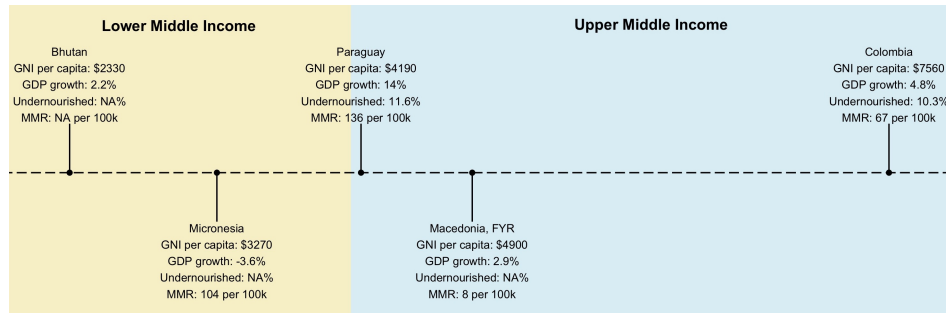 Lower Middle Income
Upper Middle Income
Bhutan
GNI per capita: $2330
GDP growth: 2.2%
Undernourished: NA%
MMR: NA per 100k
Paraguay
GNI per capita: $4190
GDP growth: 14%
Undernourished: 11.6%
MMR: 136 per 100k
Colombia
GNI per capita: $7560
GDP growth: 4.8%
Undernourished: 10.3%
MMR: 67 per 100k
Micronesia
GNI per capita: $3270
GDP growth: -3.6%
Undernourished: NA%
MMR: 104 per 100k
Macedonia, FYR
GNI per capita: $4900
GDP growth: 2.9%
Undernourished: NA%
MMR: 8 per 100k